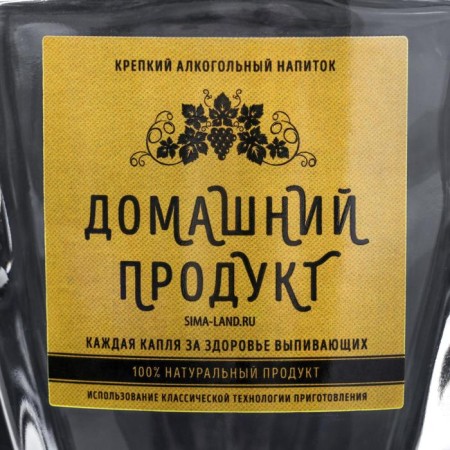 КРЕПКИЙ АЛКОГОЛЬНЫЙ НАПИТОК
ДОМАШНИЙ
ПРОДУКТ
SIMA-LAND.RU
КАЖДАЯ КАПЛЯ ЗА ЗДОРОВЬЕ ВЫПИВАЮЩИХ
100% НАТУРАЛЬНЫЙ ПРОДУКТ
ИСПОЛЬЗОВАНИЕ КЛАССИЧЕСКОЙ ТЕХНОЛОГИИ ПРИГОТОВЛЕНИЯ